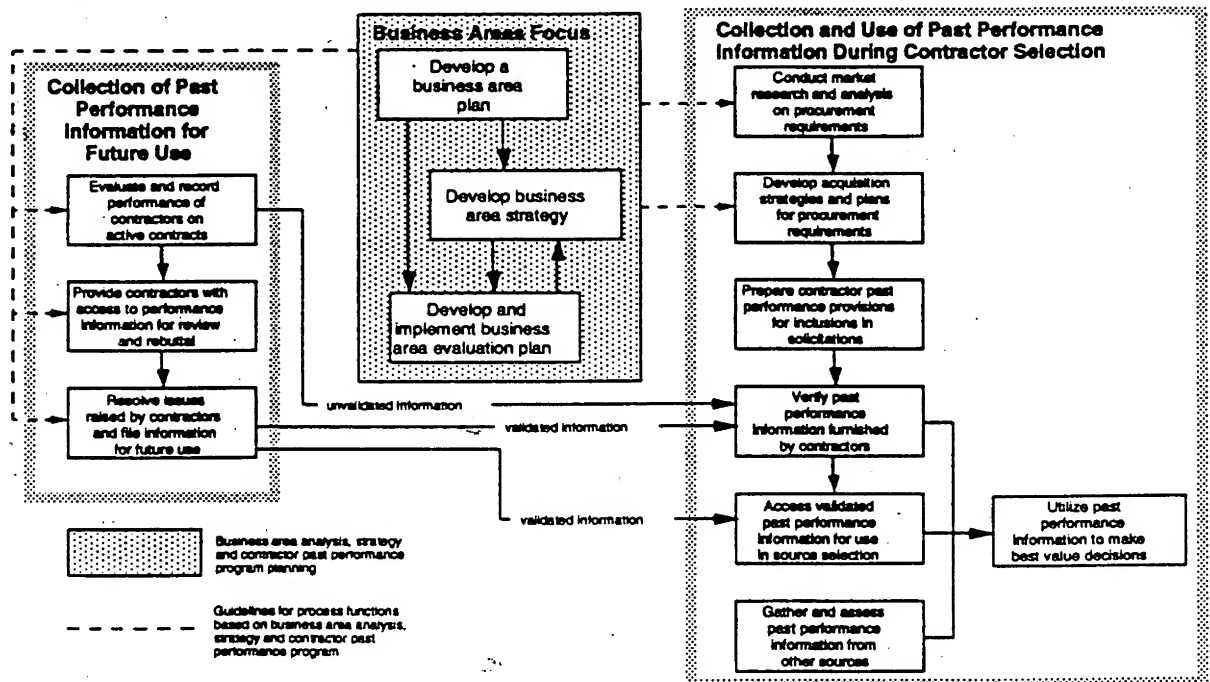 Collection of Past
Performance
Information for
Future Use
Evaluate and record
performance of
contractors on
active contracts
Provide contractors with
access to performance
information for review
and rebuttal
Resolve issues
raised by contractors
and file information
for future use
Business Areas Focus
Develop a
business area
plan
Develop business
area strategy
Develop and
implement business
area evaluation plan
Collection and Use of Past Performance
Information During Contractor Selection
Conduct market
research and analysis
on procurement
requirements
Develop acquisition
strategies and plans
for procurement
requirements
Prepare contractor past
performance provisions
for inclusions in
solicitations
unvalidated information
validated information
Verify past
performance
information furnished
by contractors
validated information
Access validated
past performance
information for use
in source selection
Gather and assess
past performance
information from
other sources
Utilize past
performance
information to make
best value decisions
Business area analysis, strategy
and contractor past performance
program planning
Guidelines for process functions
based on business area analysis,
strategy and contractor past
performance program